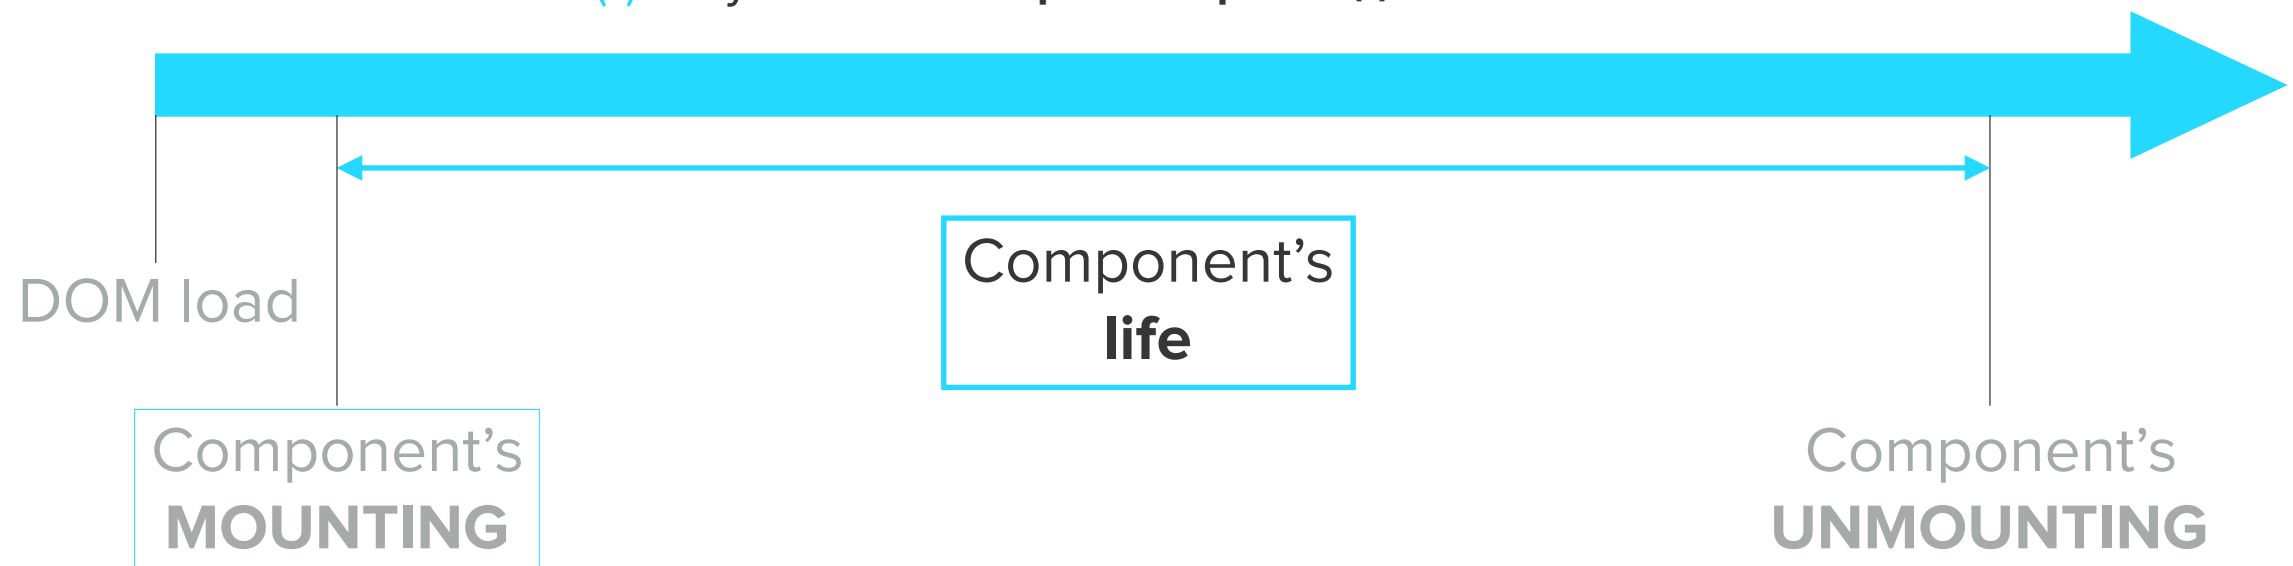 DOM load
Component’s
life
Component’s
MOUNTING
Component’s
UNMOUNTING